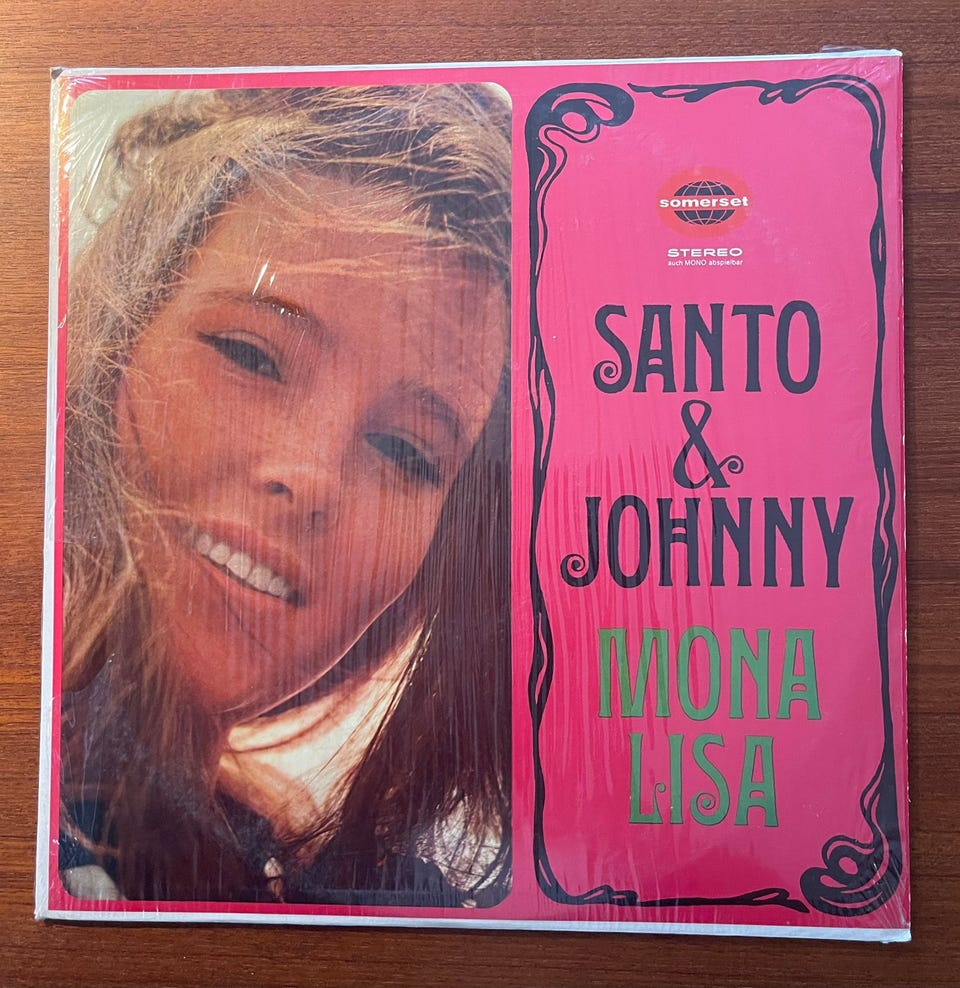 somerset
STEREO
auch MONO abspielbar
SANTO
&
JOHNNY
MONA
LISA